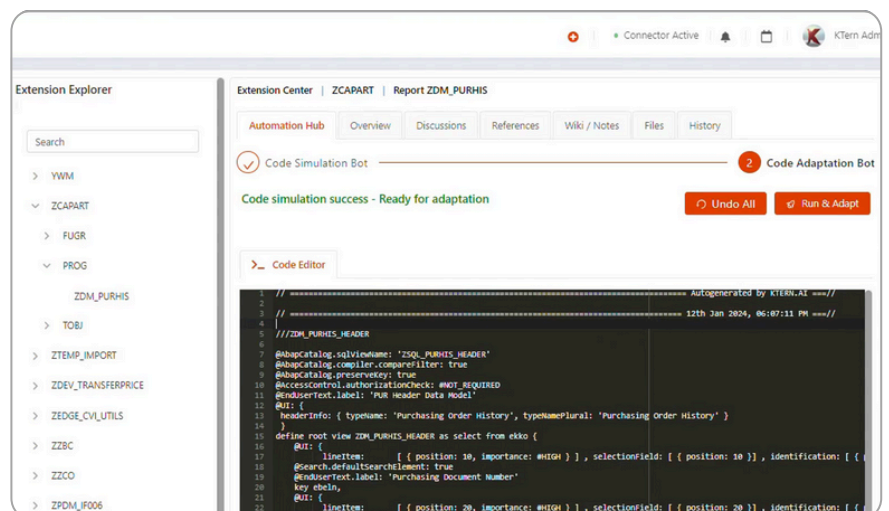 Connector Active
KTern Adm
Extension Explorer
Search
YWM
ZCAPART
FUGR
PROG
ZDM_PURHIS
TOBJ
ZTEMP_IMPORT
ZDEV_TRANSFERPRICE
ZEDGE_CVI_UTILS
ZZBC
ZZCO
ZPDM_IF006
Extension Center | ZCAPART | Report ZDM_PURHIS
Automation Hub Overview Discussions References Wiki / Notes Files History
Code Simulation Bot 2 Code Adaptation Bot
Code simulation success - Ready for adaptation
Undo All Run & Adapt
>_ Code Editor
1 // ============================================================================ Autogenerated by KTERN.AI ===//
2
3 // ============================================================================ 12th Jan 2024, 06:07:11 PM ===//
4
5 ///ZDM_PURHIS_HEADER
6
7 @AbapCatalog.sqlViewName: 'ZSQL_PURHIS_HEADER'
8 @AbapCatalog.compiler.compareFilter: true
9 @AbapCatalog.preserveKey: true
10 @AccessControl.authorizationCheck: #NOT_REQUIRED
11 @EndUserText.label: 'PUR Header Data Model'
12 @UI: {
13 headerInfo: { typeName: 'Purchasing Order History', typeNamePlural: 'Purchasing Order History' }
14 }
15 define root view ZDM_PURHIS_HEADER as select from ekko {
16 @UI: {
17 lineItem: [ { position: 10, importance: #HIGH } ] , selectionField: [ { position: 10 }] , identification: [ {
18 @Search.defaultSearchElement: true
19 @EndUserText.label: 'Purchasing Document Number'
20 key ebeln,
21 @UI: {
22 lineItem: [ { position: 20, importance: #HIGH } ] , selectionField: [ { position: 20 }] , identification: [ {